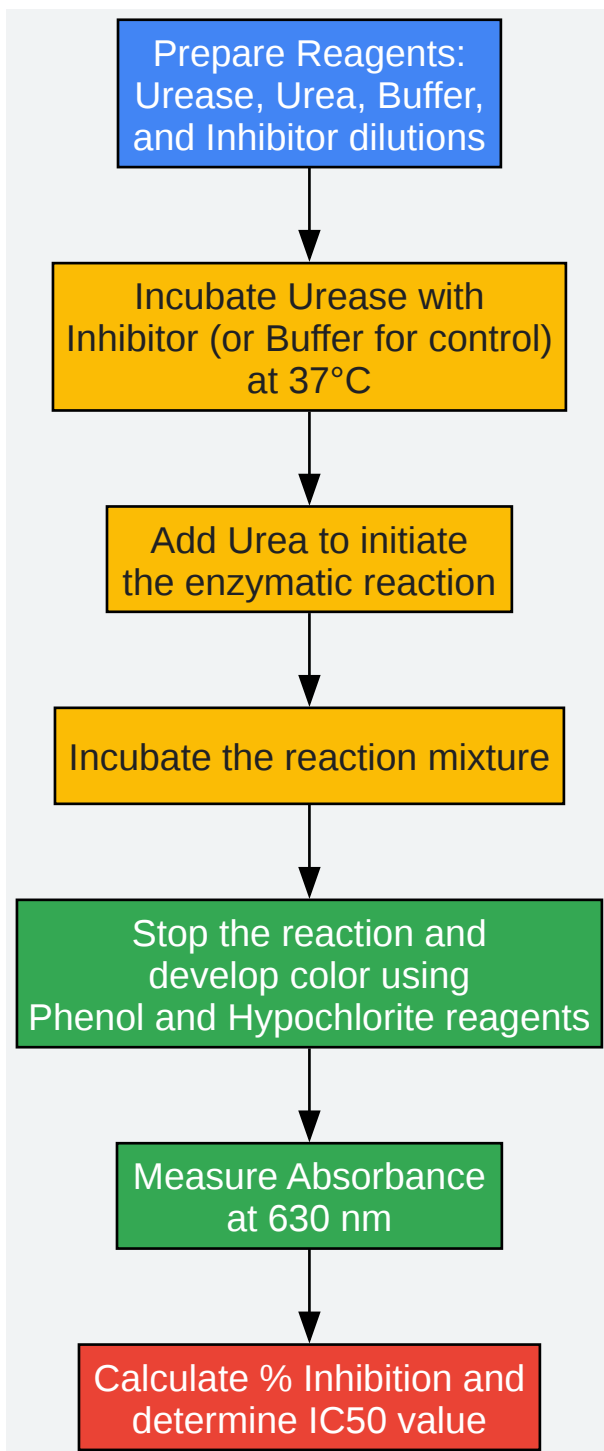 Prepare Reagents:
Urease, Urea, Buffer,
and Inhibitor dilutions
Incubate Urease with
Inhibitor (or Buffer for control)
at 37°C
Add Urea to initiate
the enzymatic reaction
Incubate the reaction mixture
Stop the reaction and
develop color using
Phenol and Hypochlorite reagents
Measure Absorbance
at 630 nm
Calculate % Inhibition and
determine IC50 value